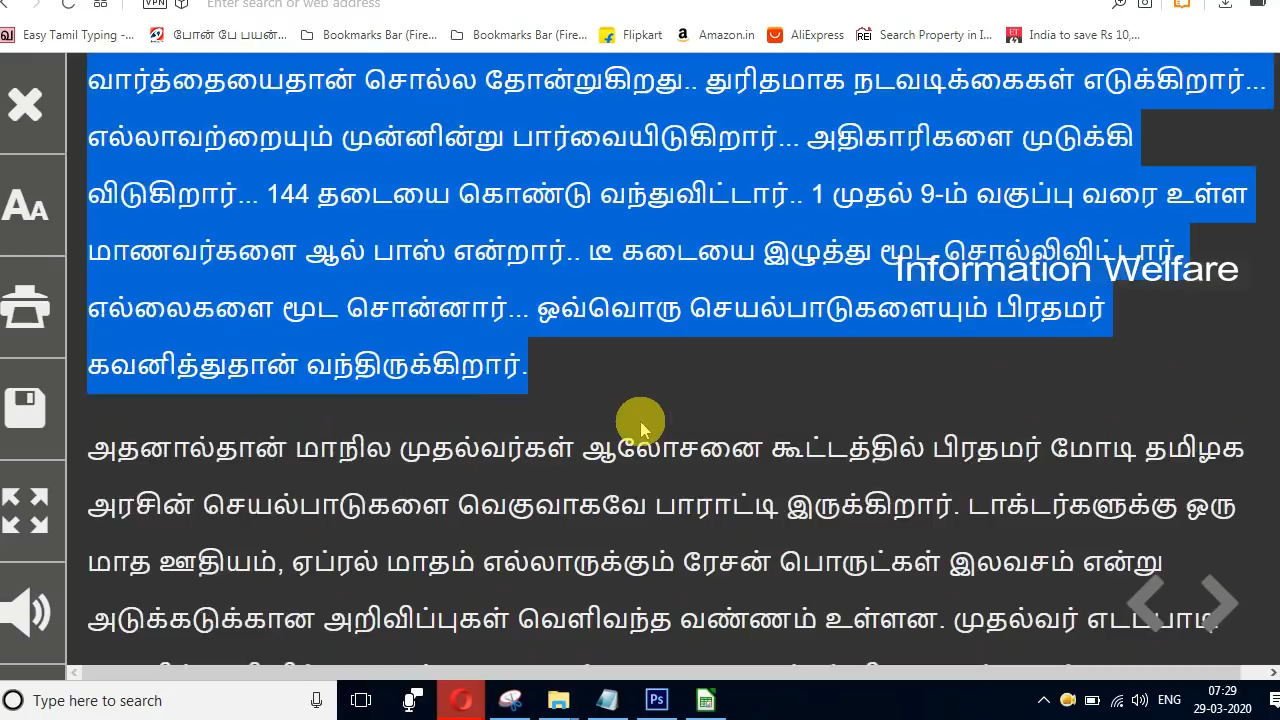 VPN Enter search or web address
Easy Tamil Typing -... போன் பே பயன்... Bookmarks Bar (Fire... Bookmarks Bar (Fire... Flipkart Amazon.in AliExpress Search Property in I... India to save Rs 10,...
வார்த்தையைதான் சொல்ல தோன்றுகிறது.. துரிதமாக நடவடிக்கைகள் எடுக்கிறார்...
எல்லாவற்றையும் முன்னின்று பார்வையிடுகிறார்... அதிகாரிகளை முடுக்கி
விடுகிறார்... 144 தடையை கொண்டு வந்துவிட்டார்.. 1 முதல் 9-ம் வகுப்பு வரை உள்ள
மாணவர்களை ஆல் பாஸ் என்றார்.. டீ கடையை இழுத்து மூட சொல்லிவிட்டார்
Information Welfare
எல்லைகளை மூட சொன்னார்... ஒவ்வொரு செயல்பாடுகளையும் பிரதமர்
கவனித்துதான் வந்திருக்கிறார்.
அதனால்தான் மாநில முதல்வர்கள் ஆலோசனை கூட்டத்தில் பிரதமர் மோடி தமிழக
அரசின் செயல்பாடுகளை வெகுவாகவே பாராட்டி இருக்கிறார். டாக்டர்களுக்கு ஒரு
மாத ஊதியம், ஏப்ரல் மாதம் எல்லாருக்கும் ரேசன் பொருட்கள் இலவசம் என்று
அடுக்கடுக்கான அறிவிப்புகள் வெளிவந்த வண்ணம் உள்ளன. முதல்வர் எடப்பாடி
Type here to search
ENG 07:29
29-03-2020